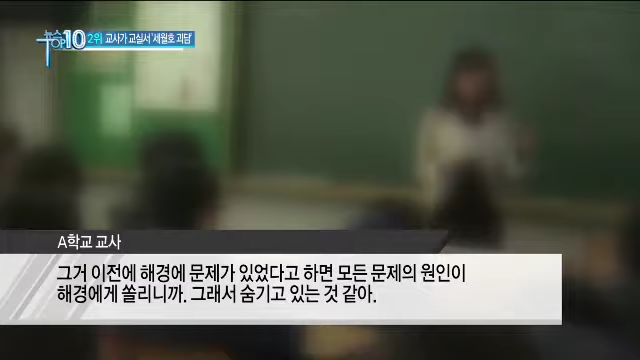 뉴스TOP10 2위 교사가 교실서 '세월호 괴담'
A학교 교사
그거 이전에 해경에 문제가 있었다고 하면 모든 문제의 원인이
해경에게 쏠리니까. 그래서 숨기고 있는 것 같아.